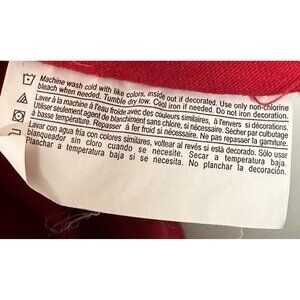 Machine wash cold with like colors, inside out if decorated. Use only non-chlorine
bleach when needed. Tumble dry low. Cool iron if needed. Do not iron decoration.
Laver à la machine à l'eau froide avec des couleurs similaires, à l'envers si décorations.
Utiliser seulement agent de blanchiment sans chlore, si nécessaire. Sécher par culbutage
à basse température. Repasser à fer froid si nécessaire. Ne pas repasser la garniture.
Lavar con agua fria con colores similares, voltear al revés si está decorado. Sólo usar
blanqueador sin cloro cuando se necesite. Secar a temperatura baja.
Planchar a temperatura baja si se necesita. No planchar la decoración.